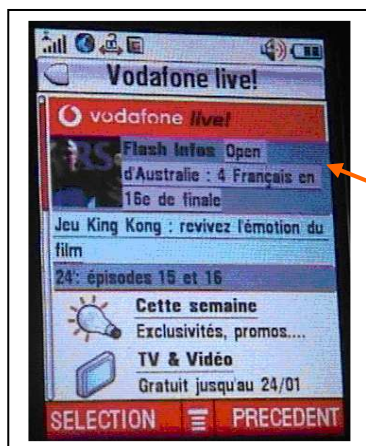 Vodafone live!
vodafone live!
Flash Infos Open
d'Australie : 4 Français en
16e de finale
Jeu King Kong : revivez l'émotion du
film
24: épisodes 15 et 16
Cette semaine
Exclusivités, promos....
TV & Vidéo
Gratuit jusqu'au 24/01
SELECTION
PRECEDENT